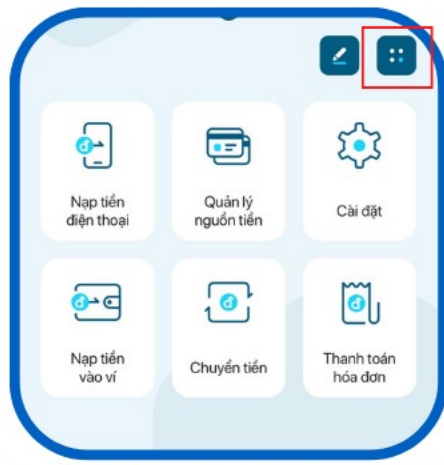 Nạp tiền
điện thoại
Quản lý
nguồn tiền
Cài đặt
Nạp tiền
vào ví
Chuyển tiền
Thanh toán
hóa đơn